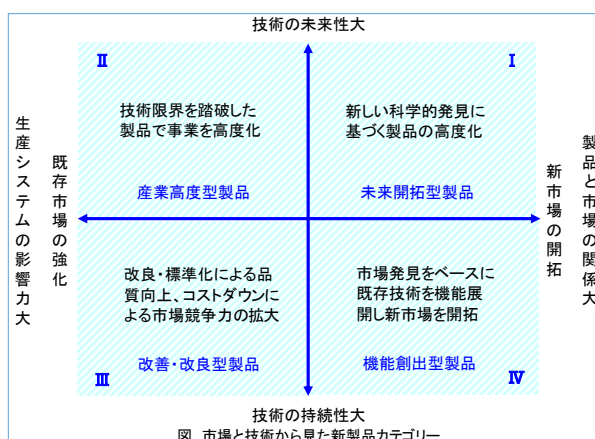 技術の未来性大
Ⅱ
Ⅰ
技術限界を踏破した
製品で事業を高度化
新しい科学的発見に
基づく製品の高度化
産業高度型製品
未来開拓型製品
生産システムの影響力大
既存市場の強化
新市場の開拓
製品と市場の関係大
改良・標準化による品
質向上、コストダウンに
よる市場競争力の拡大
市場発見をベースに
既存技術を機能展
開し新市場を開拓
改善・改良型製品
機能創出型製品
Ⅲ
Ⅳ
技術の持続性大
図 市場と技術から見た新製品カテゴリー